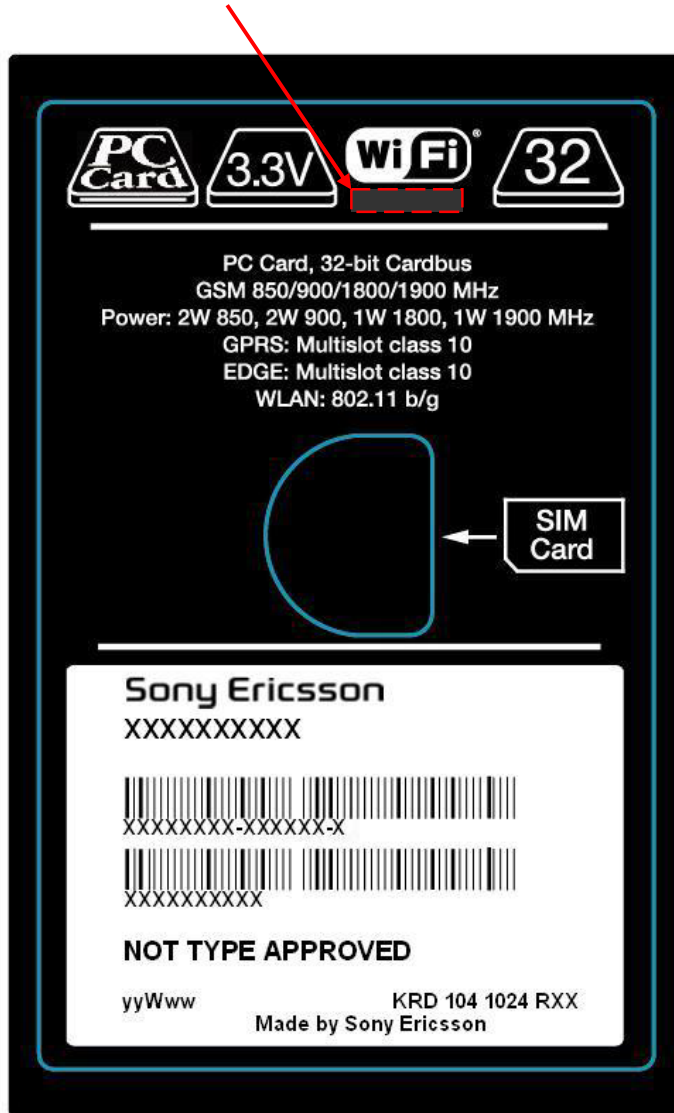 PC Card
3.3V
Wi Fi ®
32
PC Card, 32-bit Cardbus
GSM 850/900/1800/1900 MHz
Power: 2W 850, 2W 900, 1W 1800, 1W 1900 MHz
GPRS: Multislot class 10
EDGE: Multislot class 10
WLAN: 802.11 b/g
SIM
Card
Sony Ericsson
XXXXXXXXXX
XXXXXXXX-XXXXXX-X
XXXXXXXXXX
NOT TYPE APPROVED
yyWww KRD 104 1024 RXX
Made by Sony Ericsson